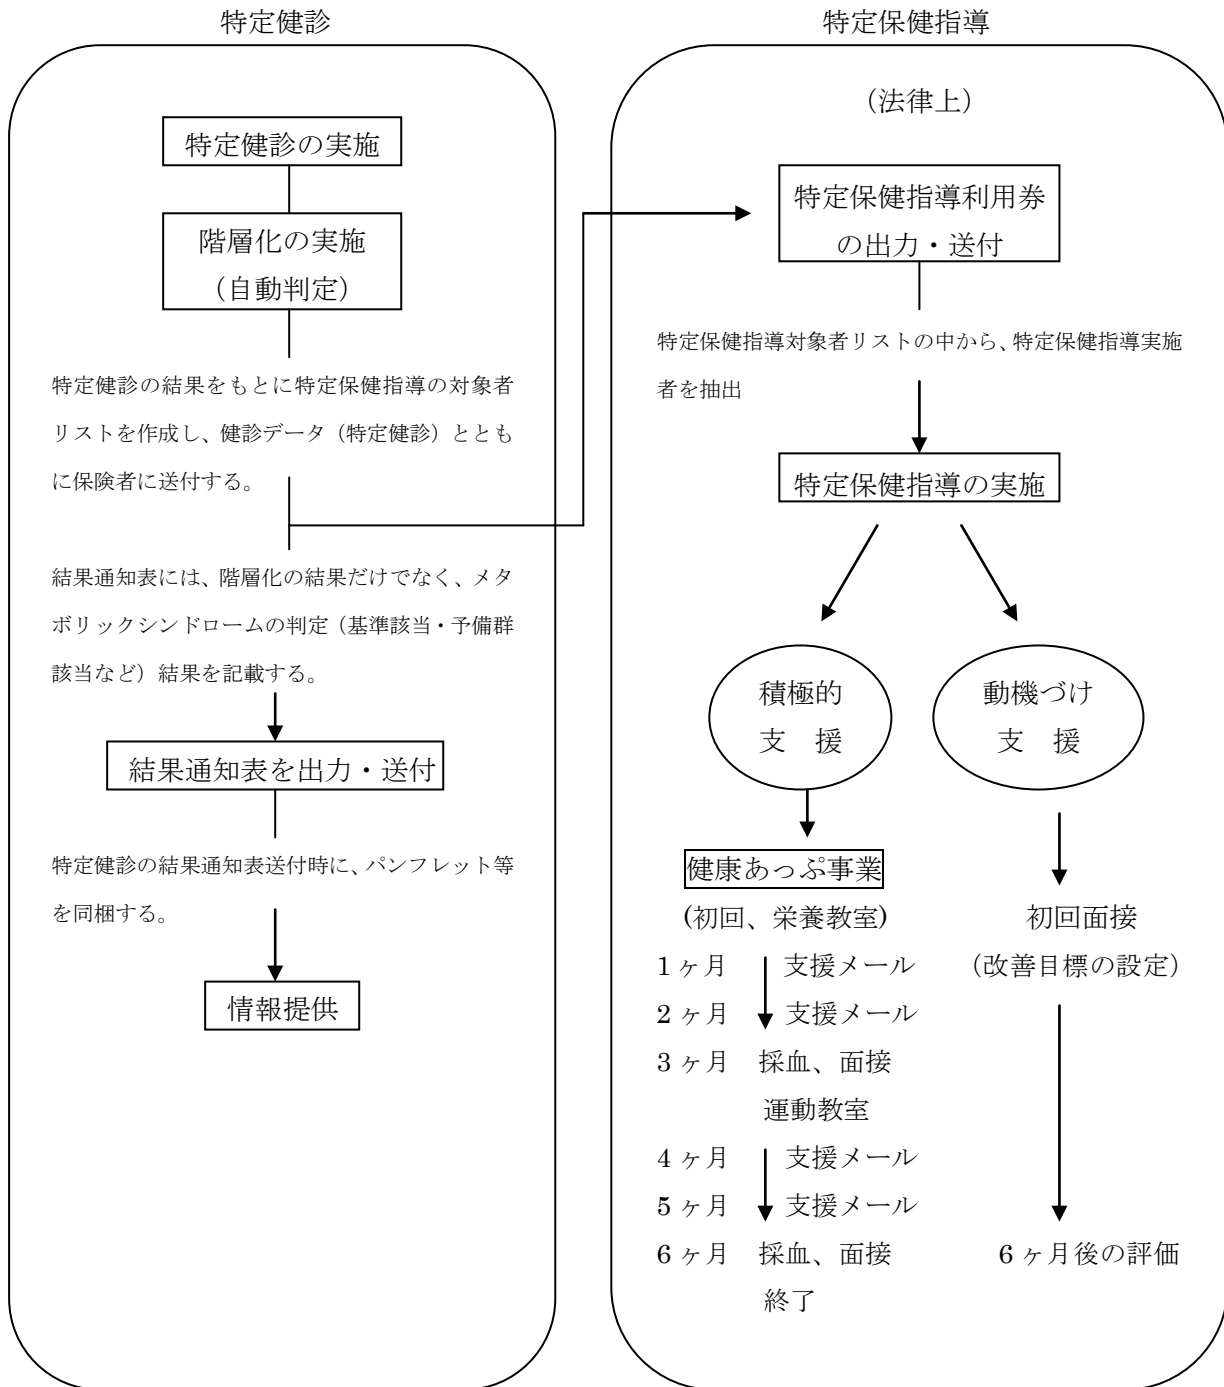 特定健診
特定健診の実施
階層化の実施
（自動判定）
特定健診の結果をもとに特定保健指導の対象者
リストを作成し、健診データ（特定健診）ととも
に保険者に送付する。
結果通知表には、階層化の結果だけでなく、メタ
ボリックシンドロームの判定（基準該当・予備群
該当など）結果を記載する。
結果通知表を出力・送付
特定健診の結果通知表送付時に、パンフレット等
を同梱する。
情報提供
特定保健指導
（法律上）
特定保健指導利用券
の出力・送付
特定保健指導対象者リストの中から、特定保健指導実施
者を抽出
特定保健指導の実施
積極的
支　援
動機づけ
支　援
健康あっぷ事業
(初回、栄養教室)
1 ヶ月　支援メール
2 ヶ月　支援メール
3 ヶ月　採血、面接
運動教室
4 ヶ月　支援メール
5 ヶ月　支援メール
6 ヶ月　採血、面接
終了
初回面接
（改善目標の設定）
6 ヶ月後の評価